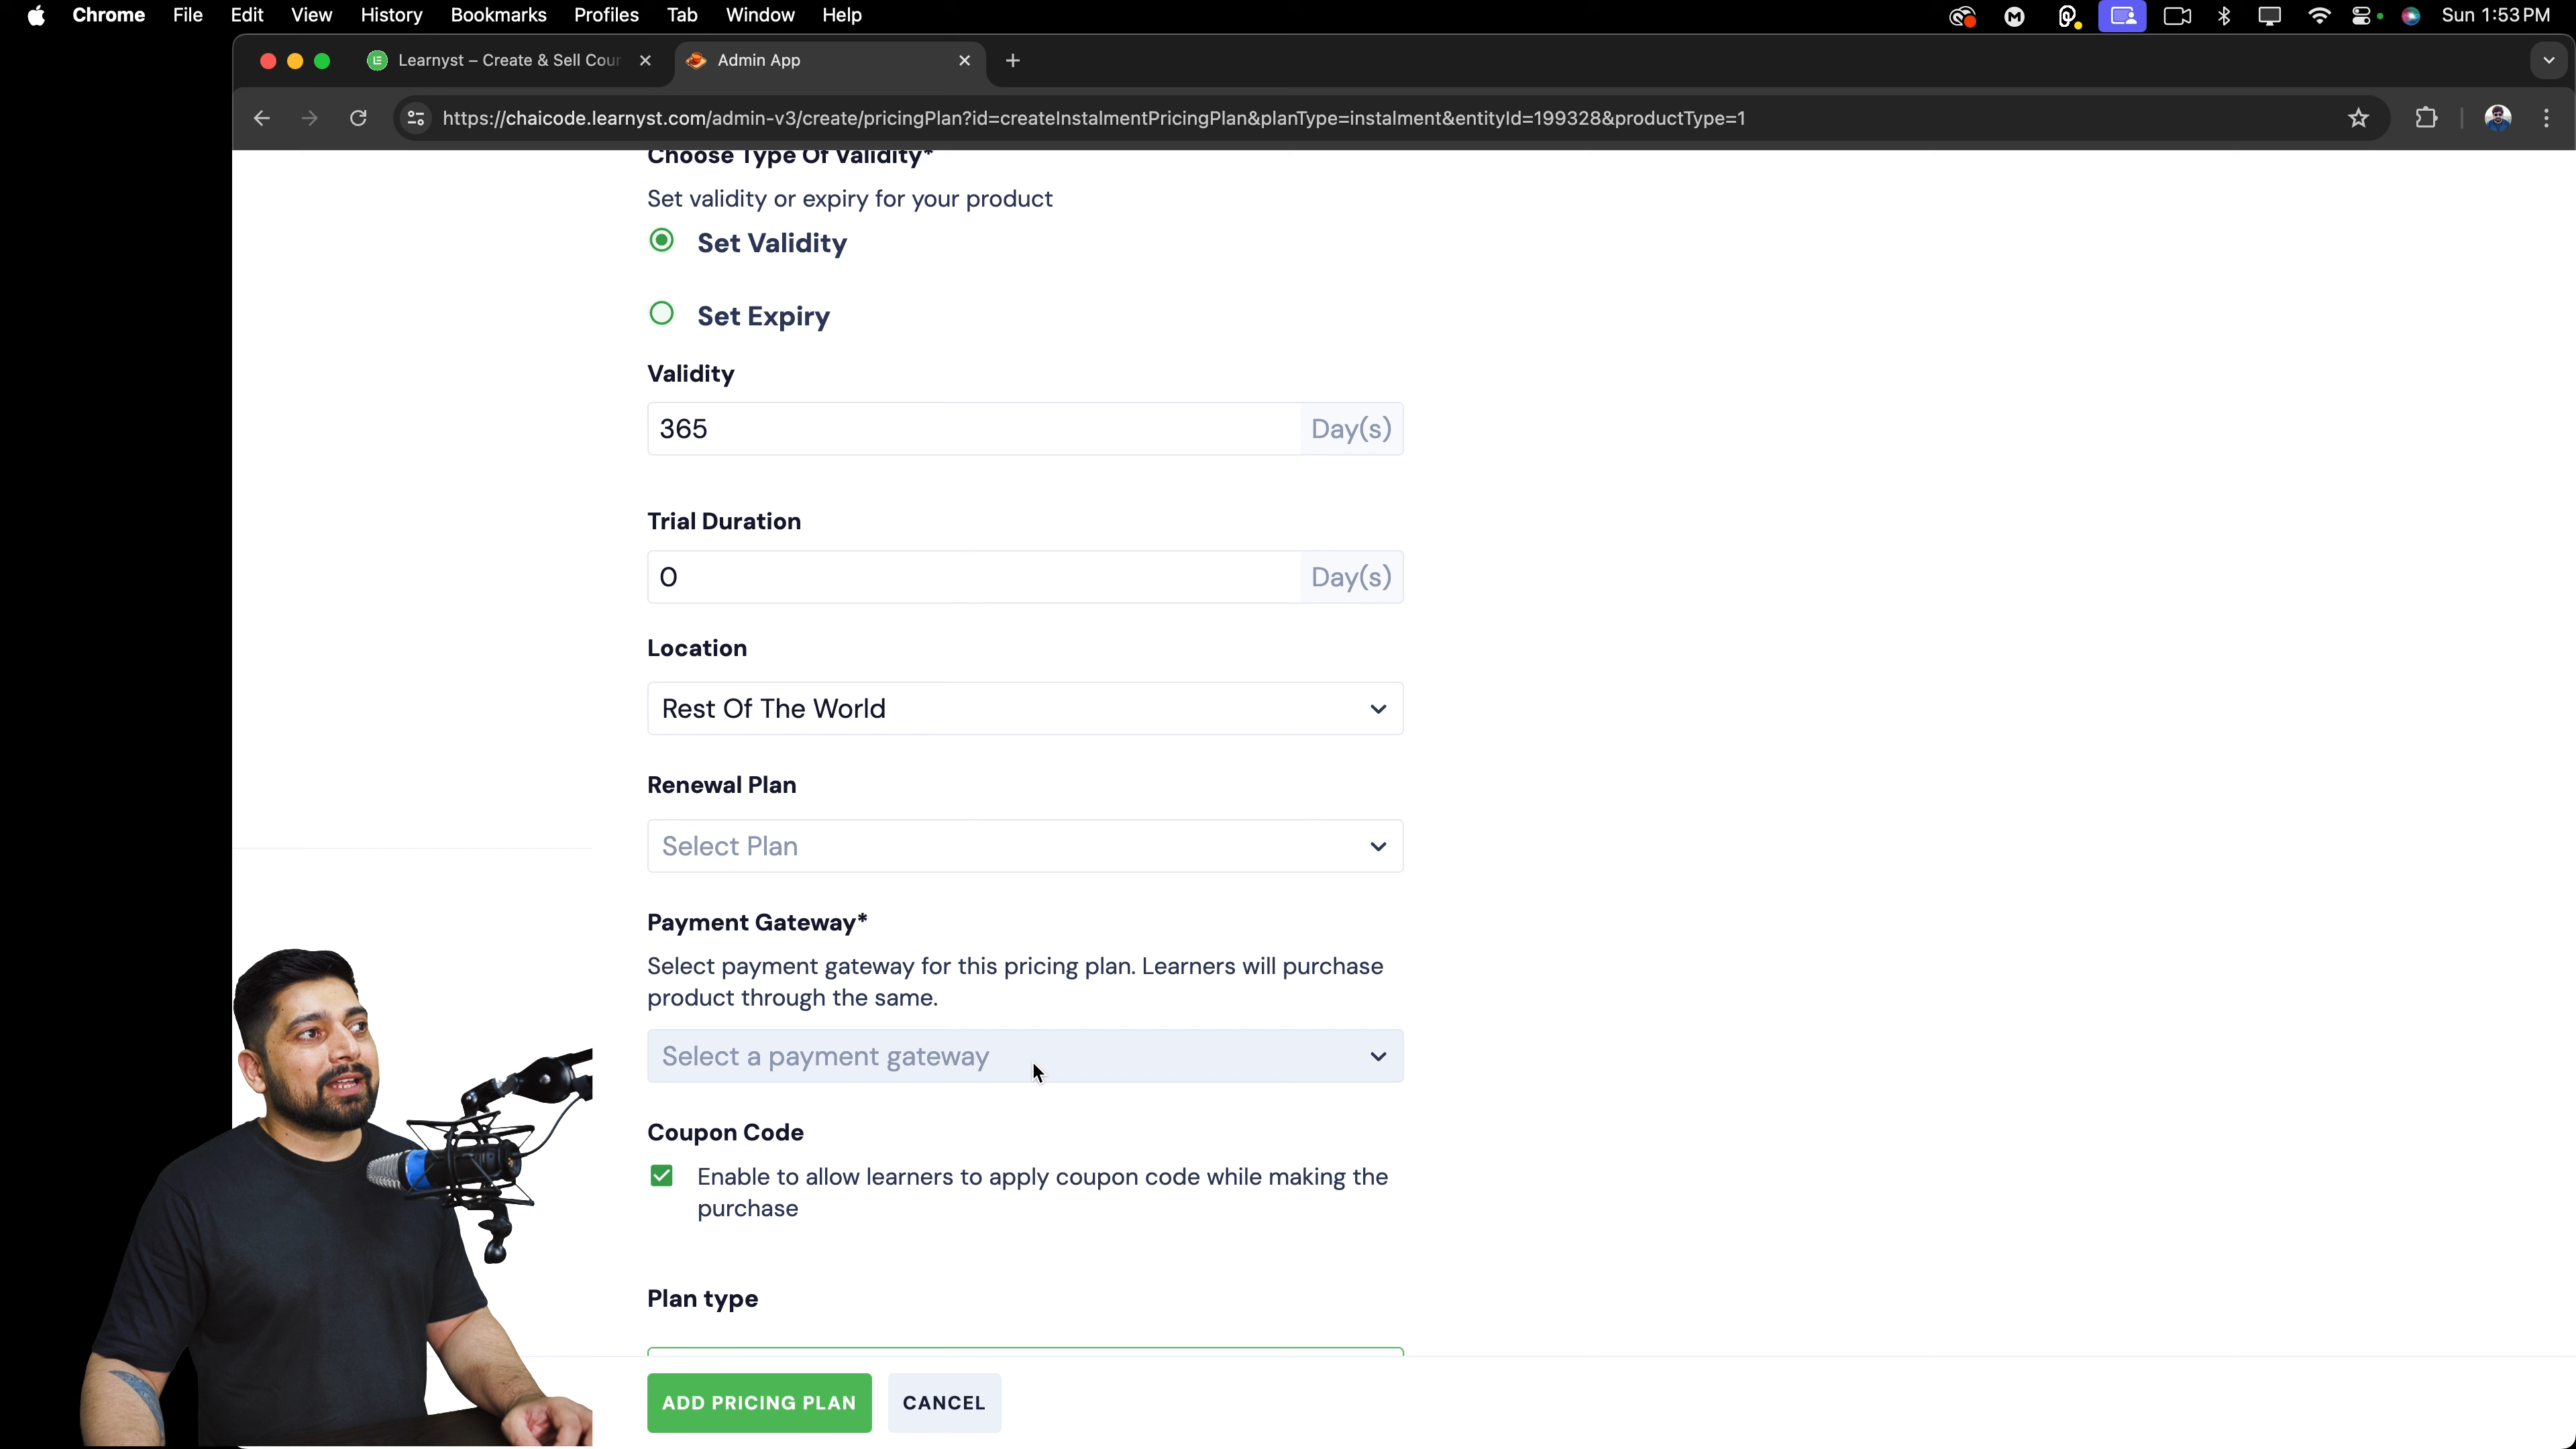 Chrome File Edit View History Bookmarks Profiles Tab Window Help Sun 1:53 PM
Learnyst – Create & Sell Cour Admin App
https://chaicode.learnyst.com/admin-v3/create/pricingPlan?id=createInstalmentPricingPlan&planType=instalment&entityId=199328&productType=1
Choose Type Of Validity*
Set validity or expiry for your product
Set Validity
Set Expiry
Validity
365 Day(s)
Trial Duration
0 Day(s)
Location
Rest Of The World
Renewal Plan
Select Plan
Payment Gateway*
Select payment gateway for this pricing plan. Learners will purchase
product through the same.
Select a payment gateway
Coupon Code
Enable to allow learners to apply coupon code while making the
purchase
Plan type
ADD PRICING PLAN CANCEL